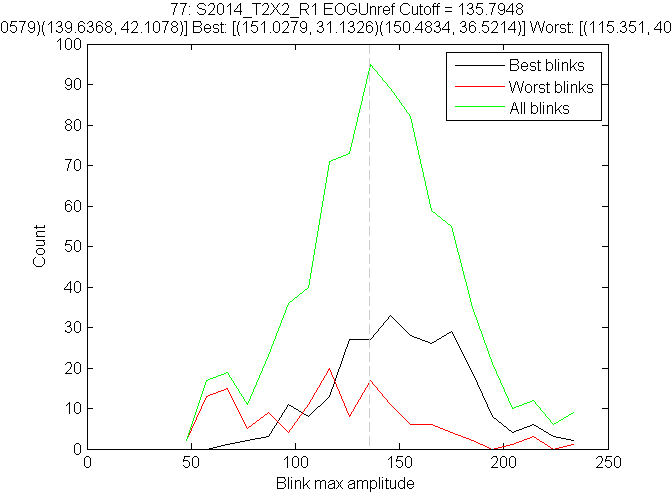 77: S2014_T2X2_R1 EOGUnref Cutoff = 135.7948
0579)(139.6368, 42.1078)] Best: [(151.0279, 31.1326)(150.4834, 36.5214)] Worst: [(115.351, 40
100
90
80
70
60
50
40
30
20
10
0
Count
Best blinks
Worst blinks
All blinks
0
50
100
150
200
250
Blink max amplitude